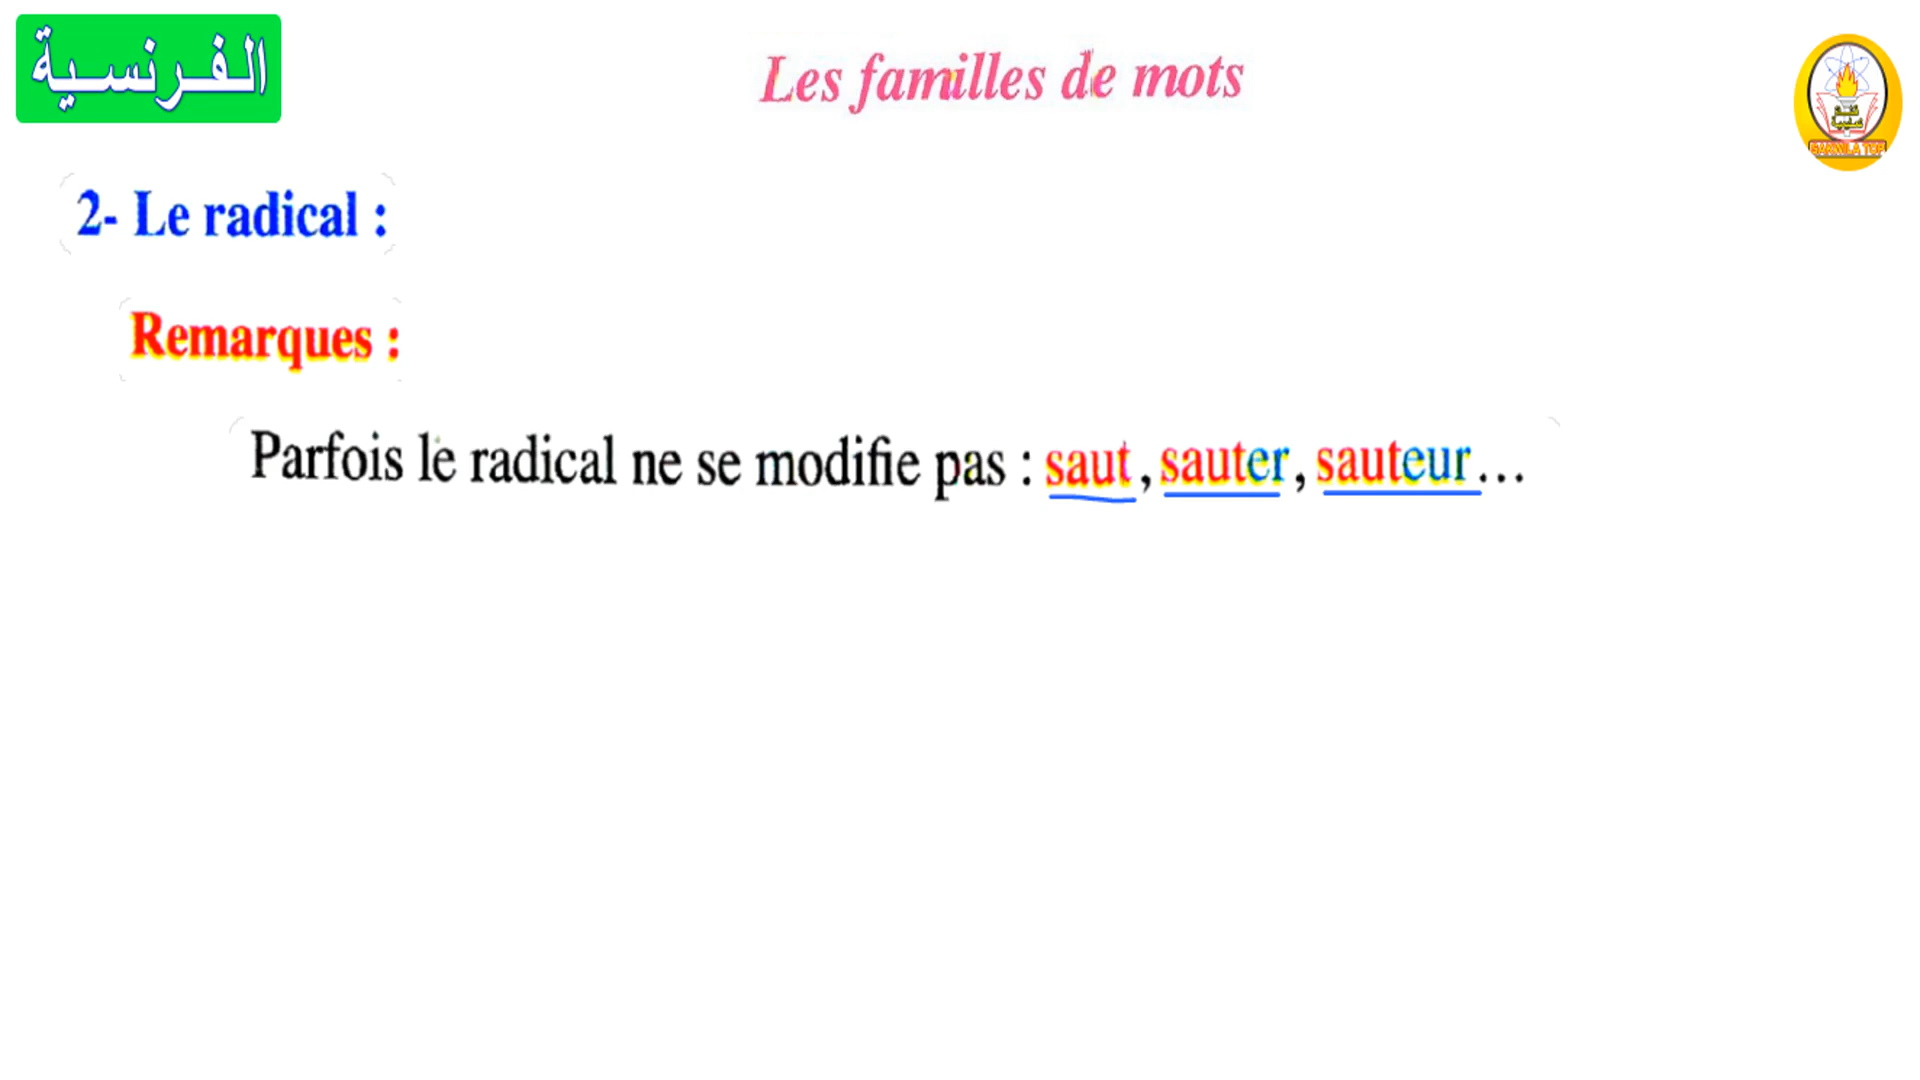 الفرنسية
Les familles de mots
2- Le radical :
Remarques :
Parfois le radical ne se modifie pas : saut, sauter, sauteur...